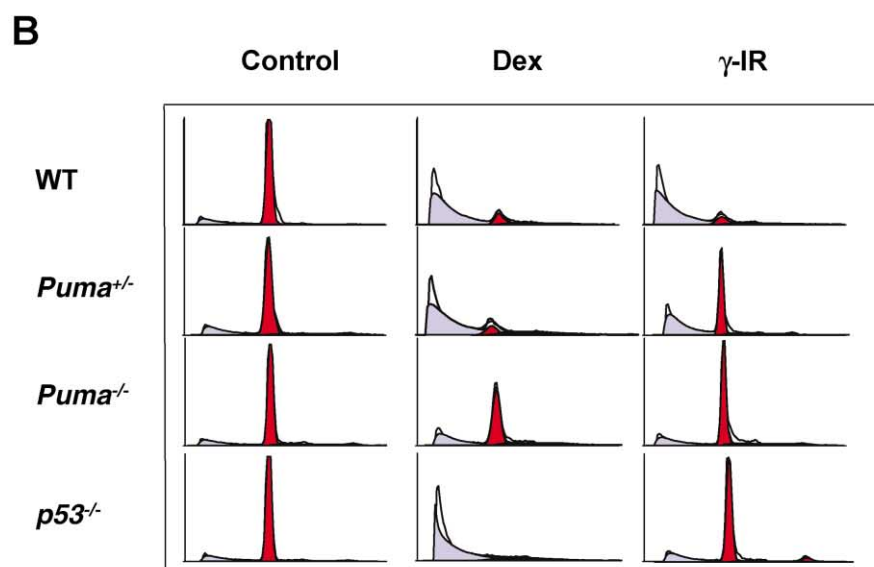 B
Control Dex γ-IR
WT
Puma+/-
Puma-/-
p53-/-